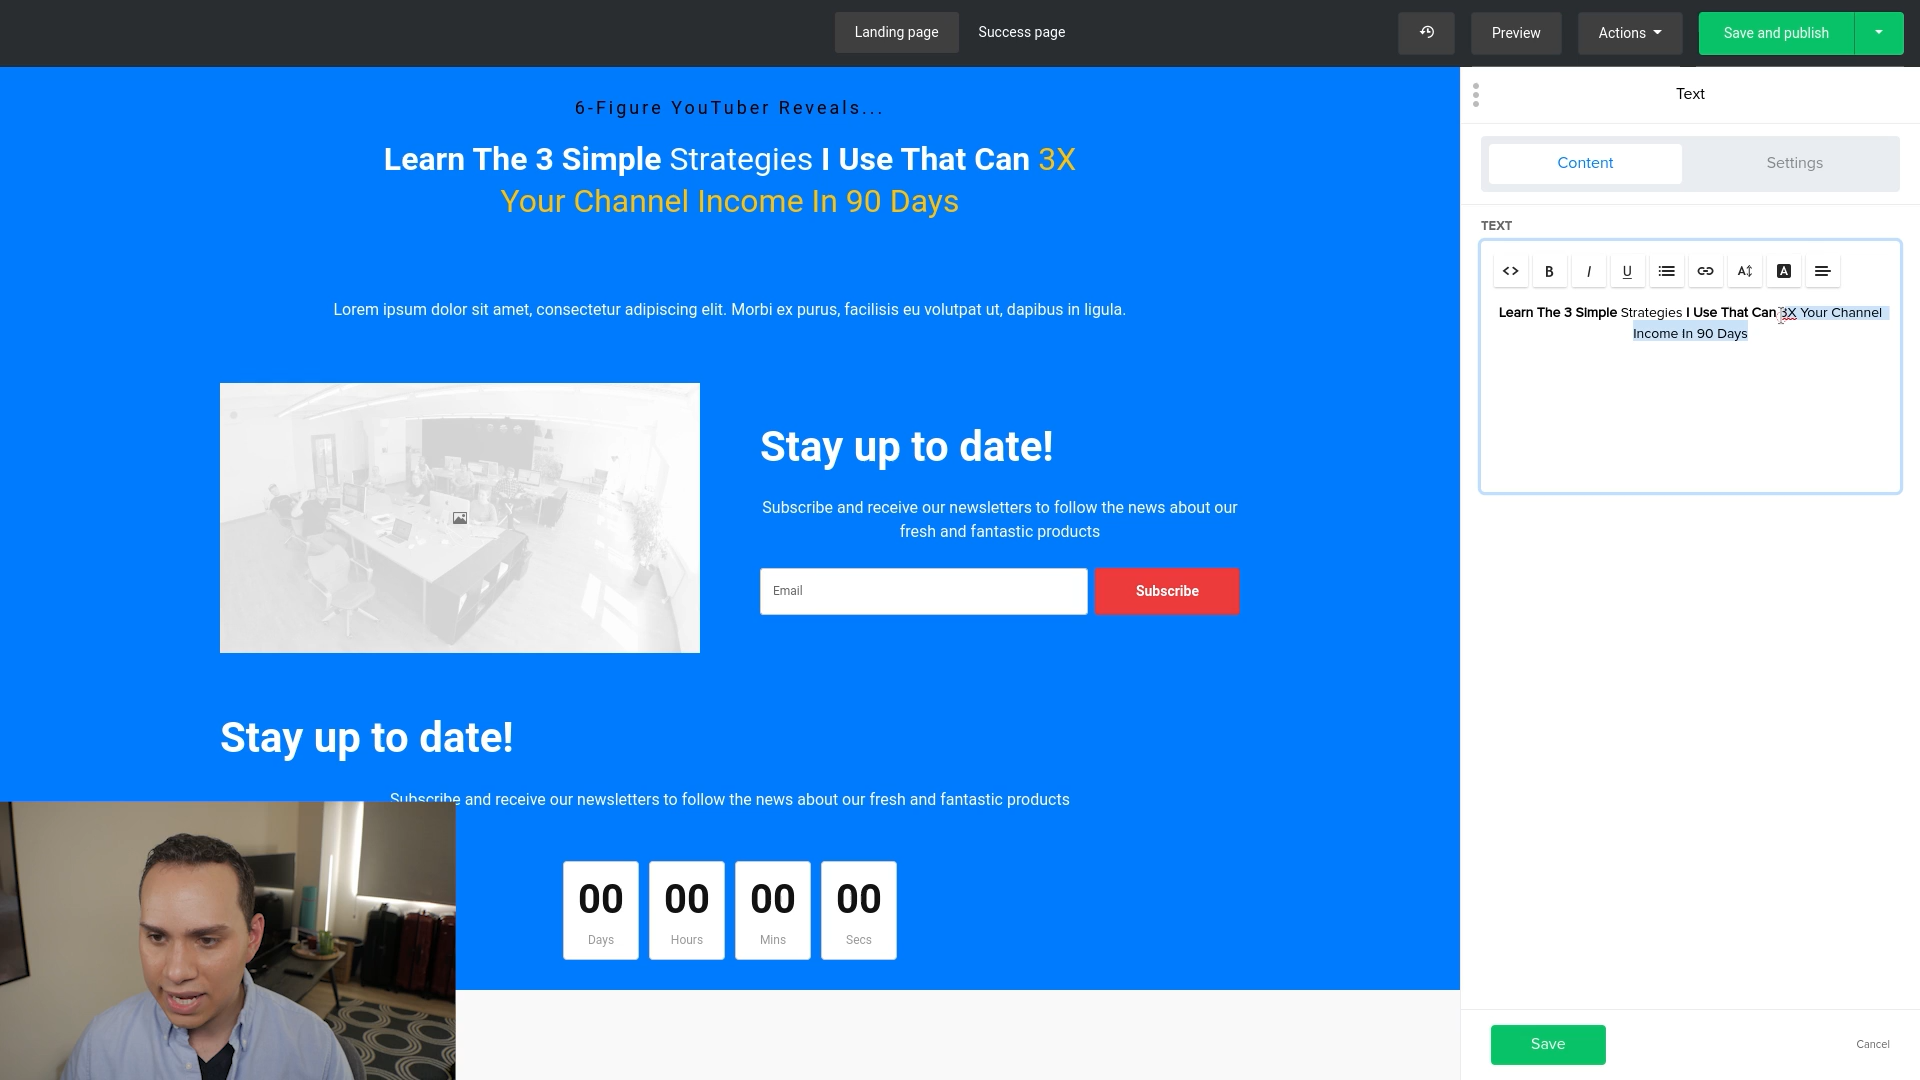 Landing page
Success page
Preview
Actions
Save and publish
6-Figure YouTuber Reveals...
Learn The 3 Simple Strategies I Use That Can 3X
Your Channel Income In 90 Days
Lorem ipsum dolor sit amet, consectetur adipiscing elit. Morbi ex purus, facilisis eu volutpat ut, dapibus in ligula.
Stay up to date!
Subscribe and receive our newsletters to follow the news about our
fresh and fantastic products
Email
Subscribe
Stay up to date!
Subscribe and receive our newsletters to follow the news about our fresh and fantastic products
00 00 00 00
Days Hours Mins Secs
Text
Content
Settings
TEXT
B I U A A
Learn The 3 Simple Strategies I Use That Can 3X Your Channel
Income In 90 Days
Save
Cancel